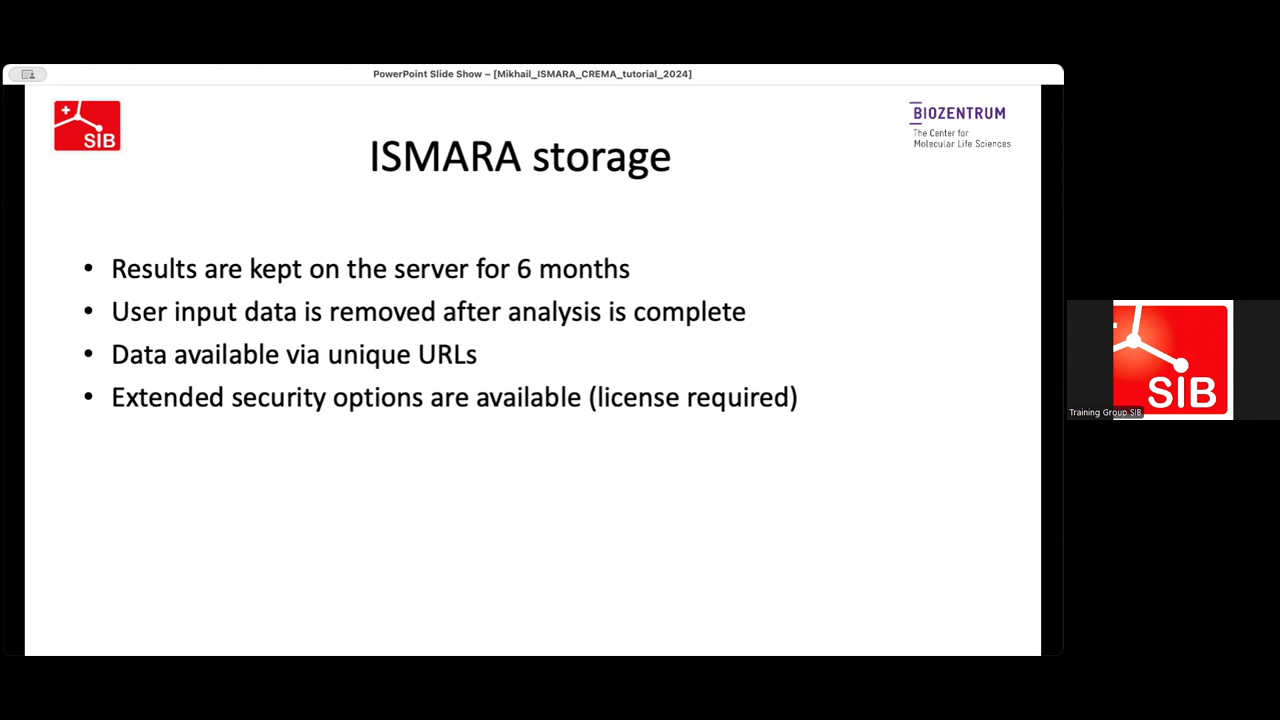 PowerPoint Slide Show – [Mikhail_ISMARA_CREMA_tutorial_2024]
SIB
BIOZENTRUM
The Center for
Molecular Life Sciences
ISMARA storage
• Results are kept on the server for 6 months
• User input data is removed after analysis is complete
• Data available via unique URLs
• Extended security options are available (license required)
SIB
Training Group SIB